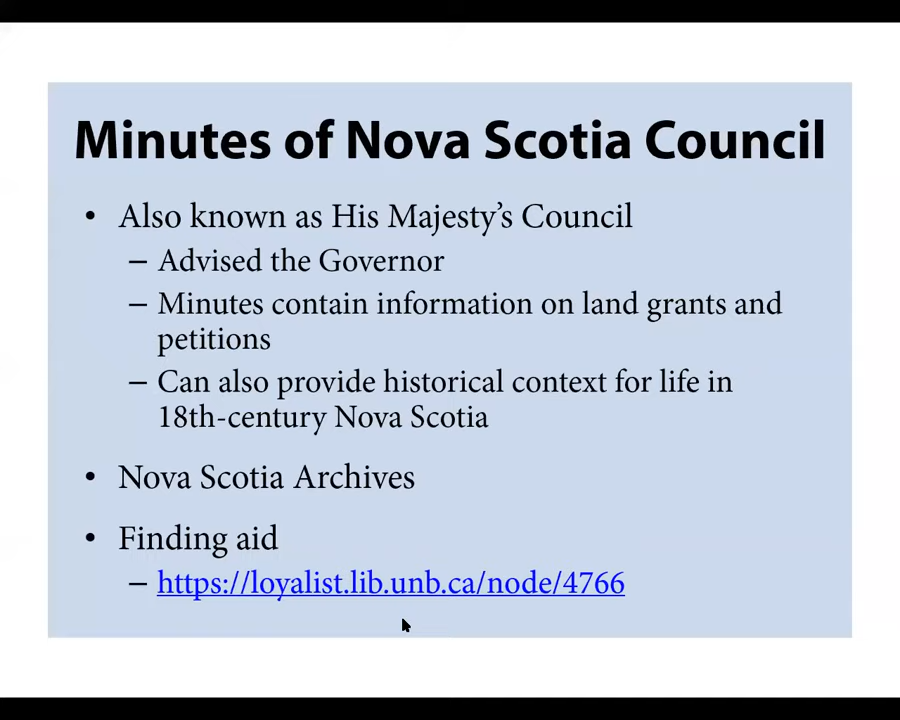 Minutes of Nova Scotia Council
• Also known as His Majesty’s Council
– Advised the Governor
– Minutes contain information on land grants and
petitions
– Can also provide historical context for life in
18th-century Nova Scotia
• Nova Scotia Archives
• Finding aid
– https://loyalist.lib.unb.ca/node/4766